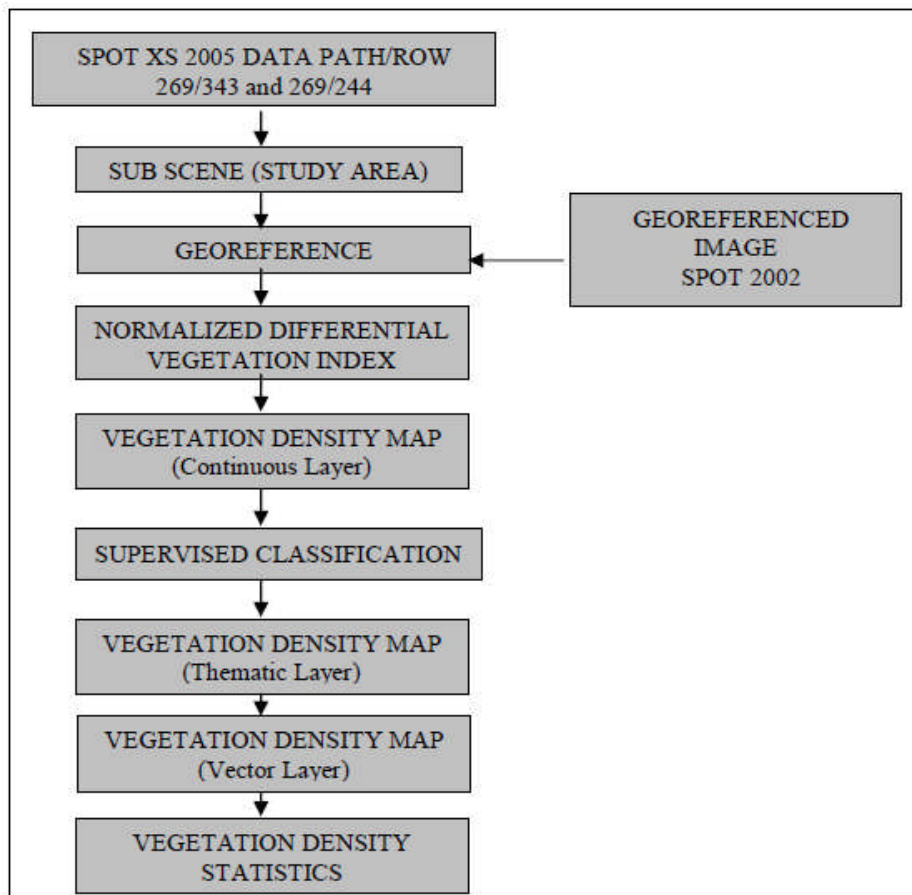 SPOT XS 2005 DATA PATH/ROW
269/343 and 269/244
SUB SCENE (STUDY AREA)
GEOREFERENCE
GEOREFERENCED
IMAGE
SPOT 2002
NORMALIZED DIFFERENTIAL
VEGETATION INDEX
VEGETATION DENSITY MAP
(Continuous Layer)
SUPERVISED CLASSIFICATION
VEGETATION DENSITY MAP
(Thematic Layer)
VEGETATION DENSITY MAP
(Vector Layer)
VEGETATION DENSITY
STATISTICS